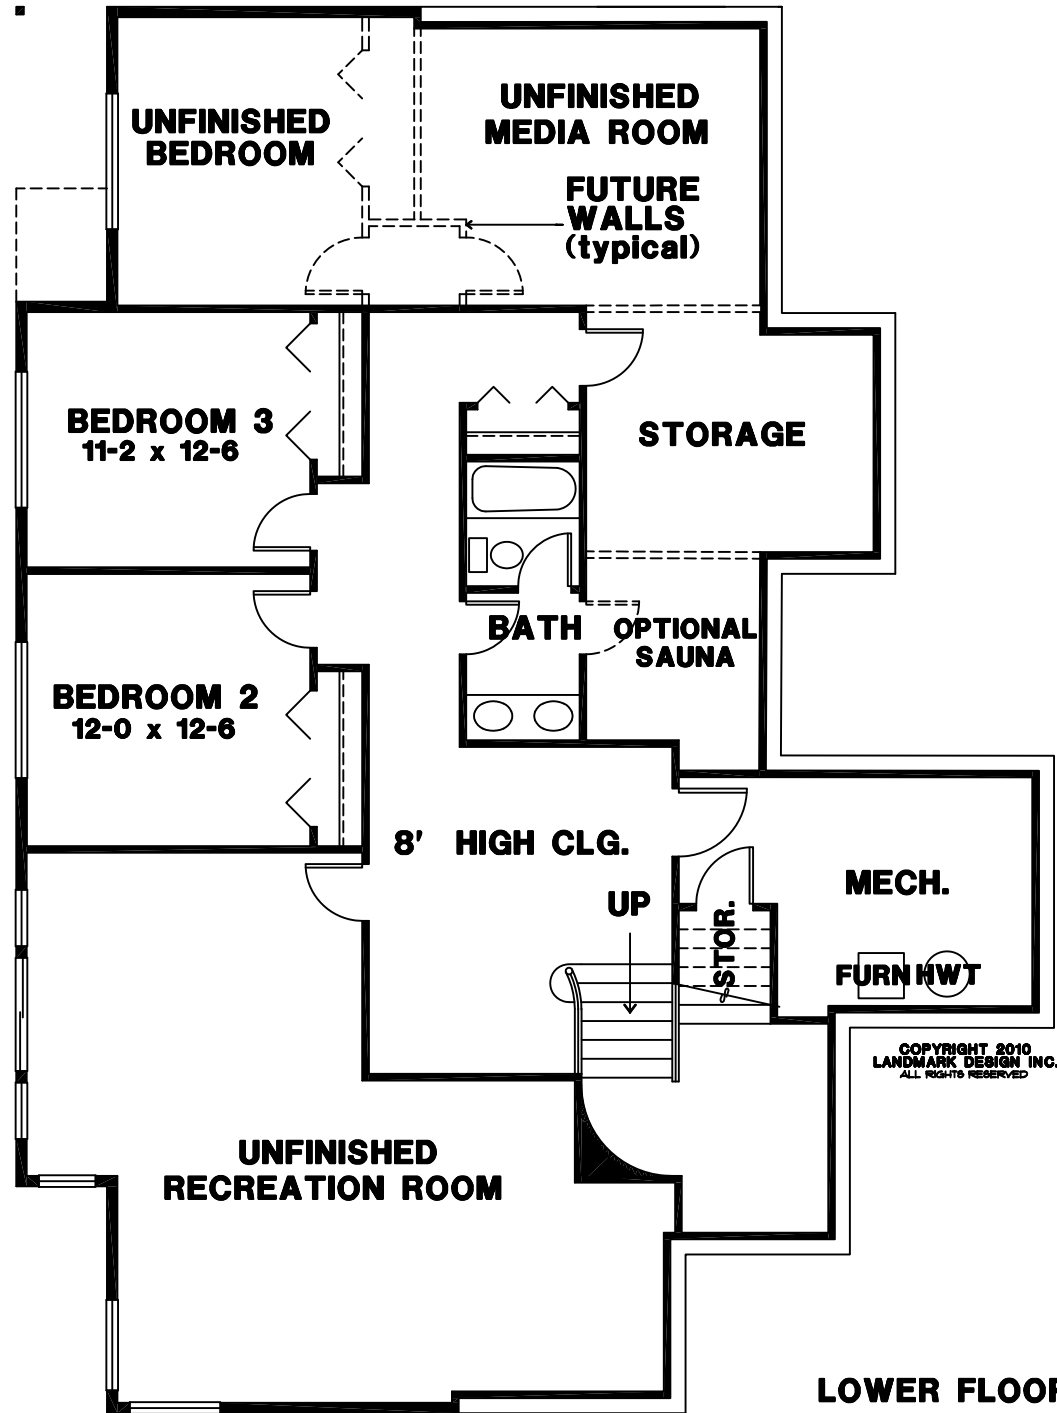 UNFINISHED
BEDROOM
UNFINISHED
MEDIA ROOM
FUTURE
WALLS
(typical)
BEDROOM 3
11-2 x 12-6
STORAGE
BATH
OPTIONAL
SAUNA
BEDROOM 2
12-0 x 12-6
8' HIGH CLG.
UP
STOR.
MECH.
FURN
HWT
COPYRIGHT 2010
LANDMARK DESIGN INC.
ALL RIGHTS RESERVED
UNFINISHED
RECREATION ROOM
LOWER FLOOR